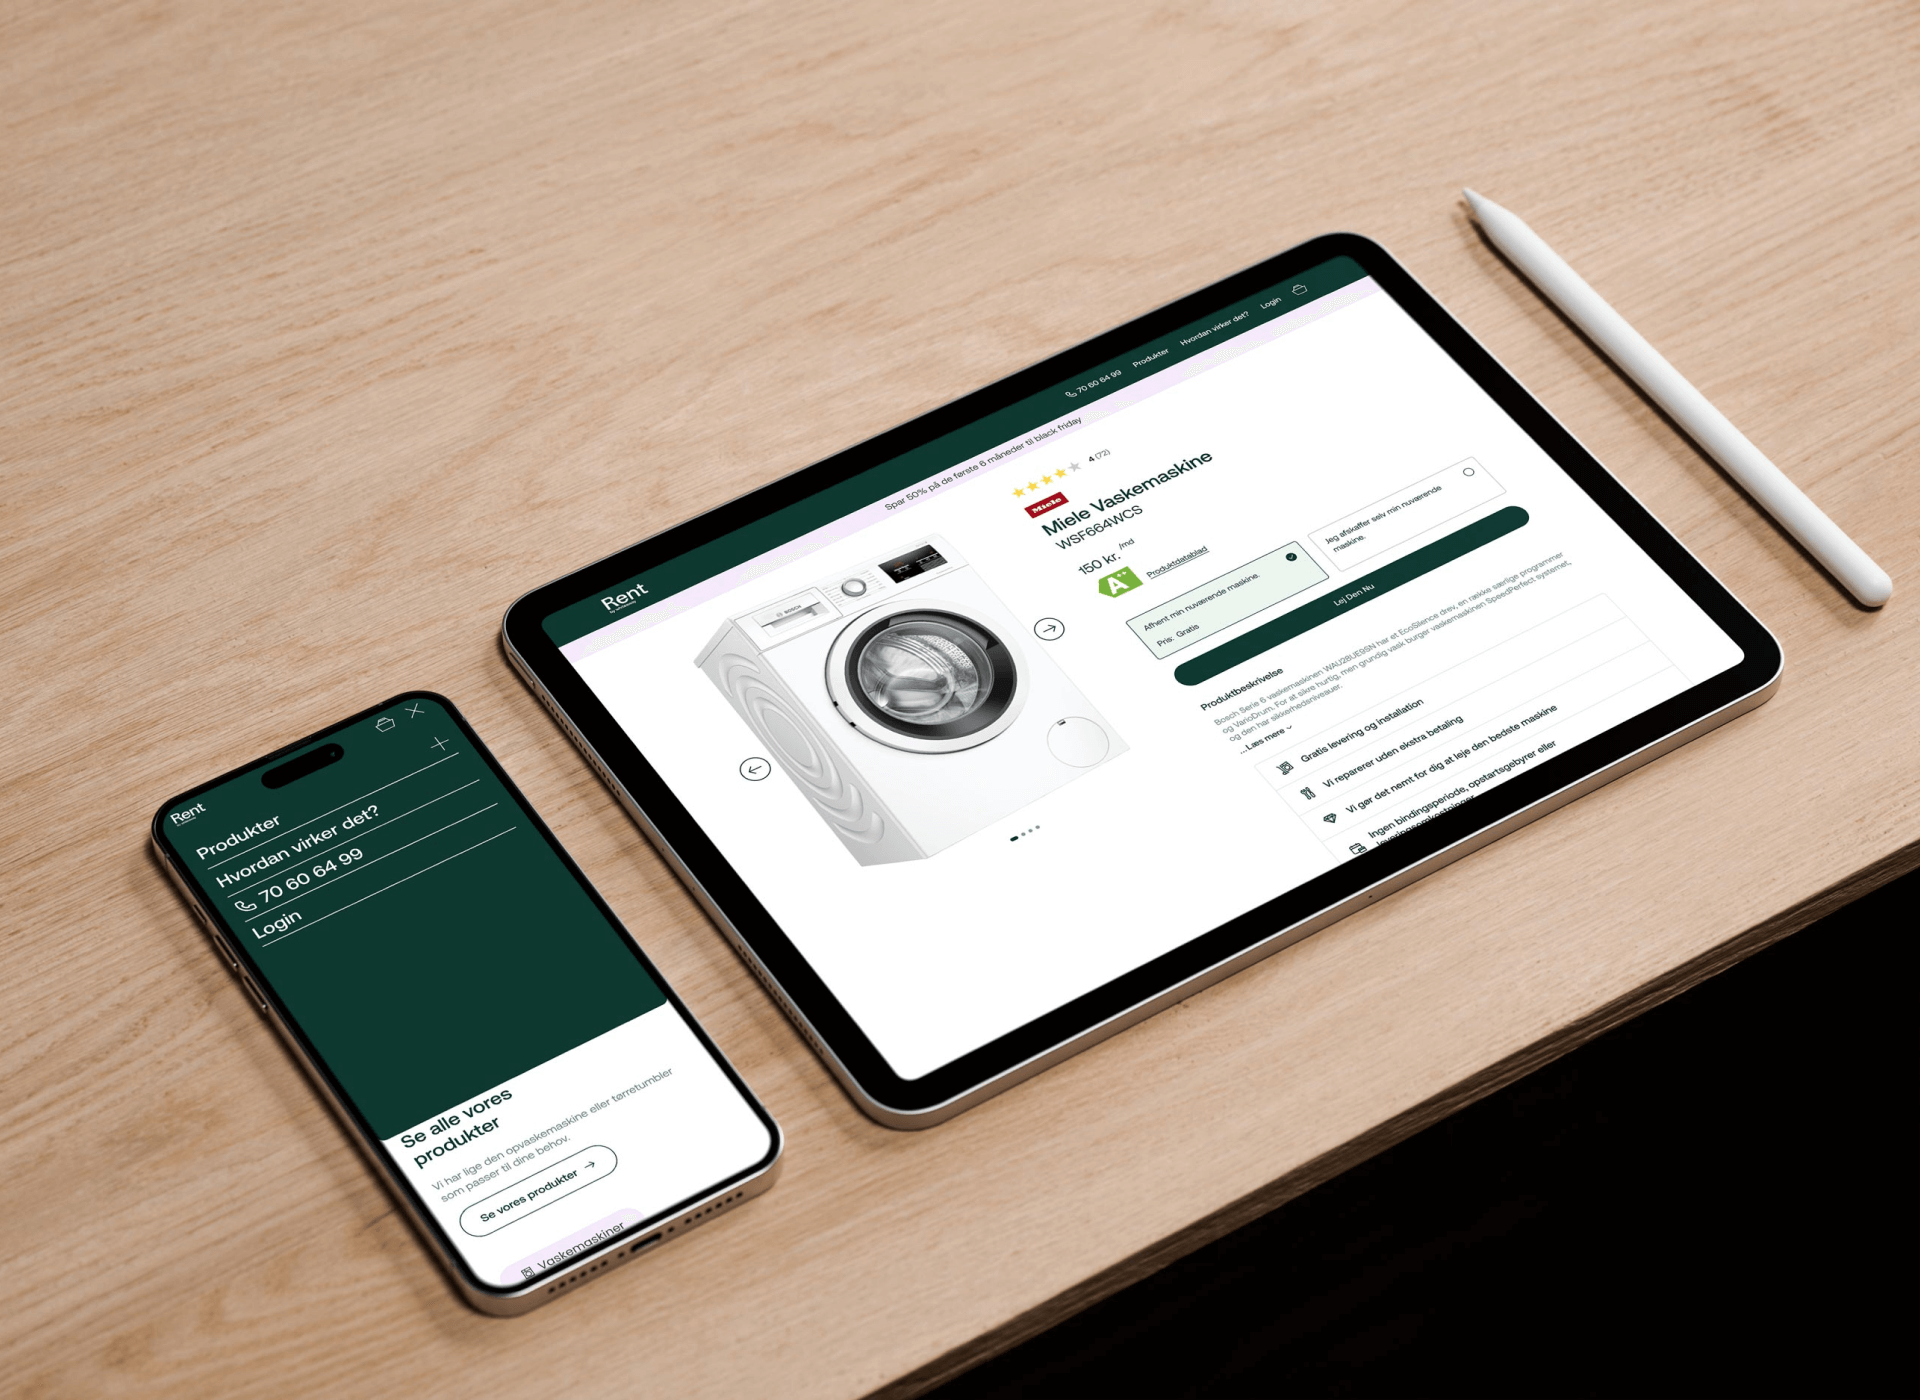 Rent
70 60 64 99
Produkter
Hvordan virker det?
Login
Spar 50% på de første 6 måneder til black friday
BOSCH
4 (72)
Miele
Miele Vaskemaskine
WSF664WCS
150 kr. /md
A++
Produktdatablad
Afhent min nuværende maskine.
Pris: Gratis
Jeg afskaffer selv min nuværende
maskine.
Lej Den Nu
Produktbeskrivelse
Bosch Serie 6 vaskemaskinen WAU28UE9SN har et EcoSilence drev, en række særlige programmer
og VarioDrum. For at sikre hurtig, men grundig vask burger vaskemaskinen SpeedPerfect systemet,
og den har sikkerhedsniveauer.
...Læs mere
Gratis levering og installation
Vi reparerer uden ekstra betaling
Vi gør det nemt for dig at leje den bedste maskine
Ingen bindingsperiode, opstartsgebyrer eller
leveringsomkostninger
Rent
Produkter
Hvordan virker det?
70 60 64 99
Login
Se alle vores
produkter
Vi har lige den opvaskemaskine eller tørretumbler
som passer til dine behov.
Se vores produkter
Vaskemaskiner